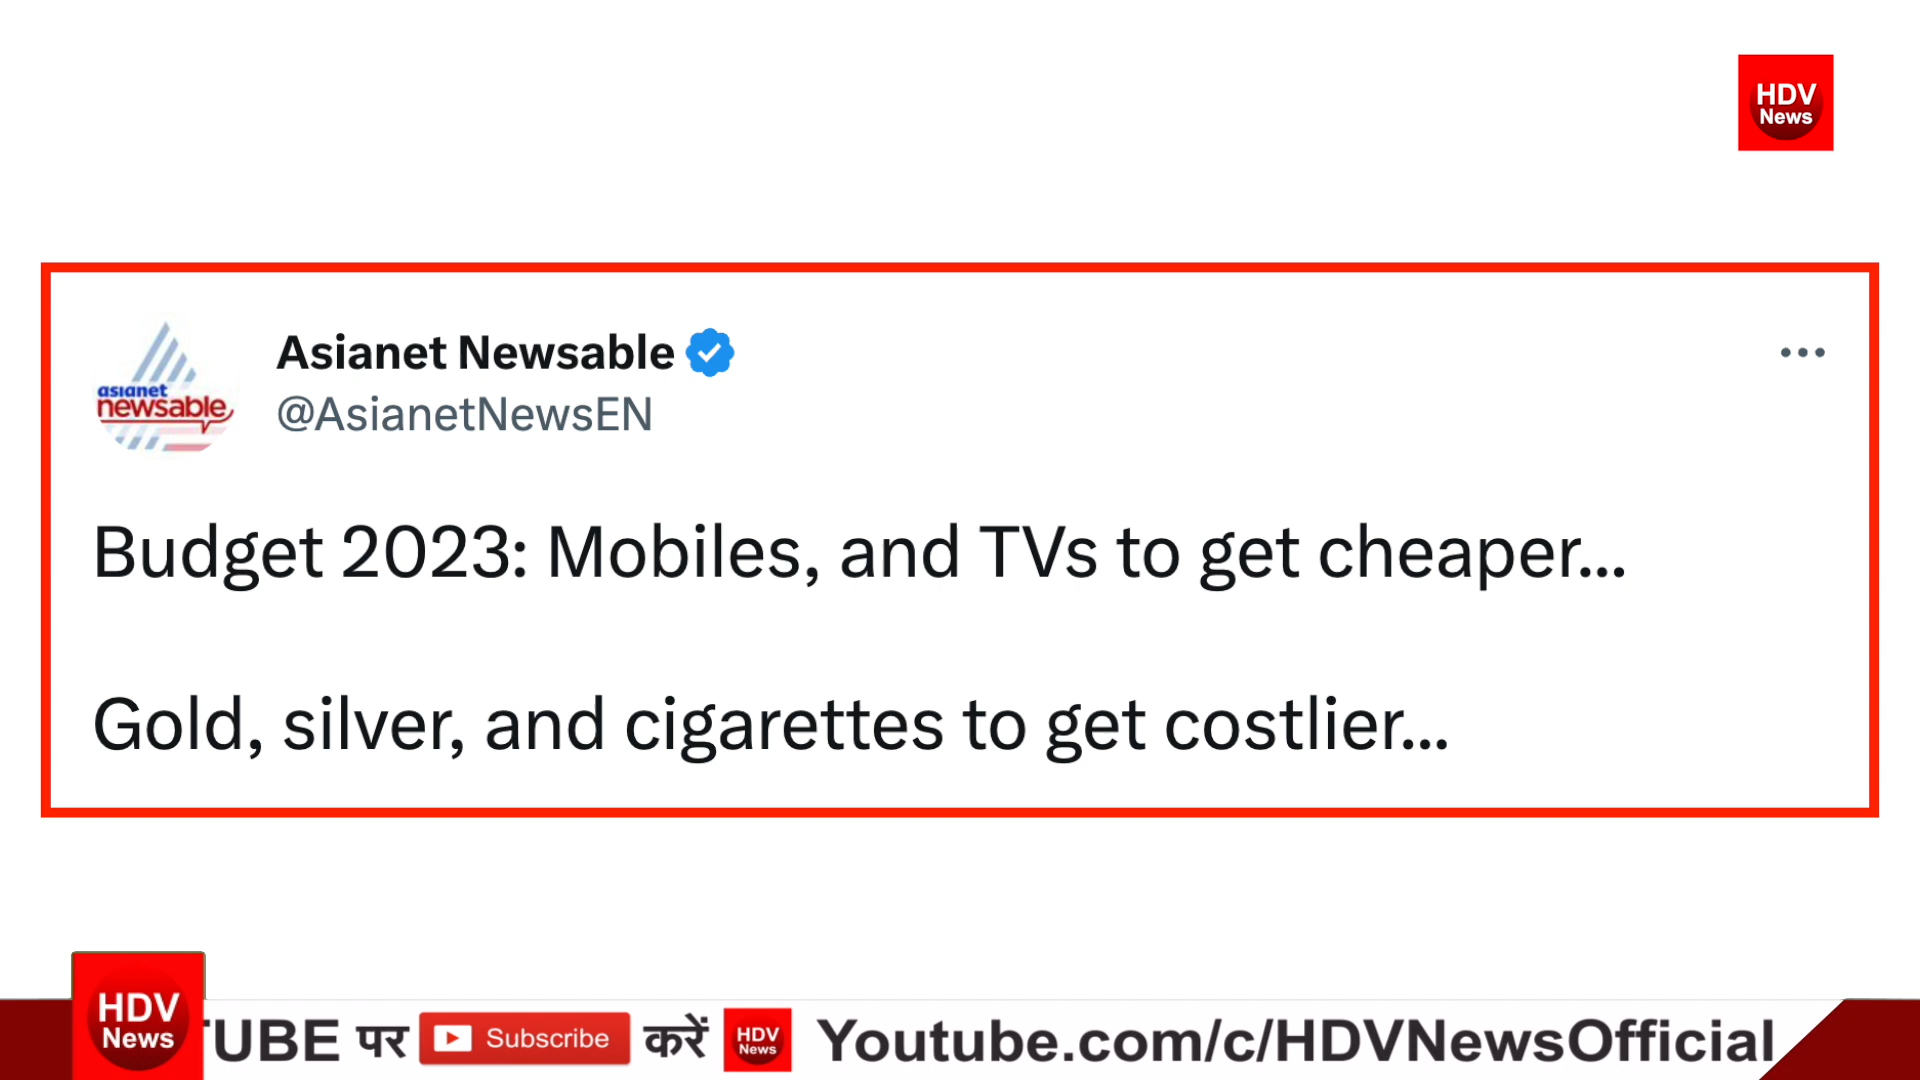 HDV
News
asianet
newsable
Asianet Newsable
@AsianetNewsEN
Budget 2023: Mobiles, and TVs to get cheaper...
Gold, silver, and cigarettes to get costlier...
HDV
News
TUBE पर Subscribe करें HDV News Youtube.com/c/HDVNewsOfficial